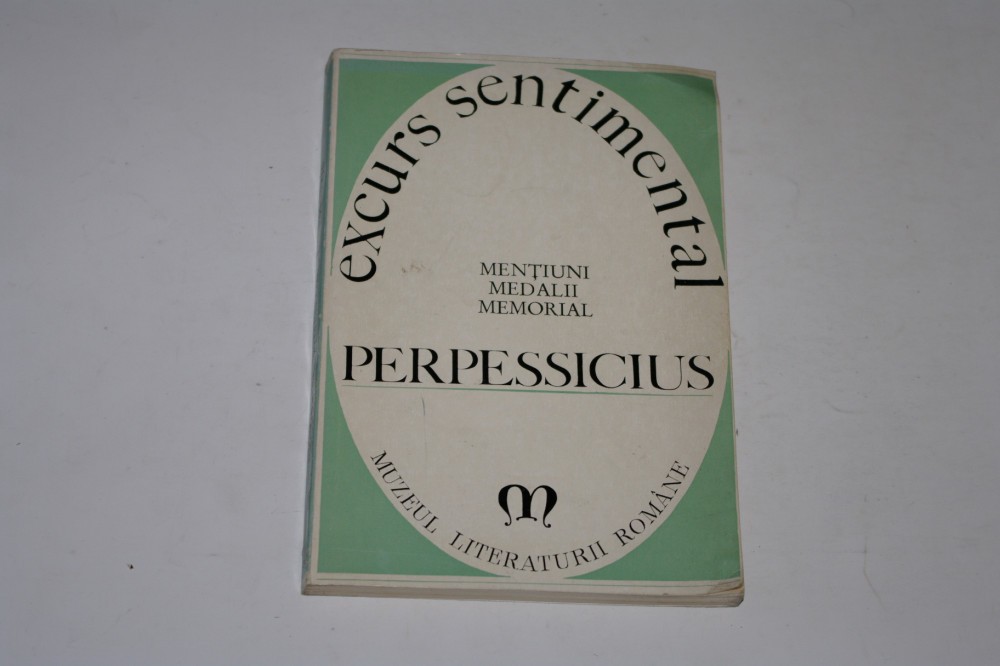 excurs sentimental
MENȚIUNI
MEDALII
MEMORIAL
PERPESSICIUS
m
MUZEUL LITERATURII ROMÂNE